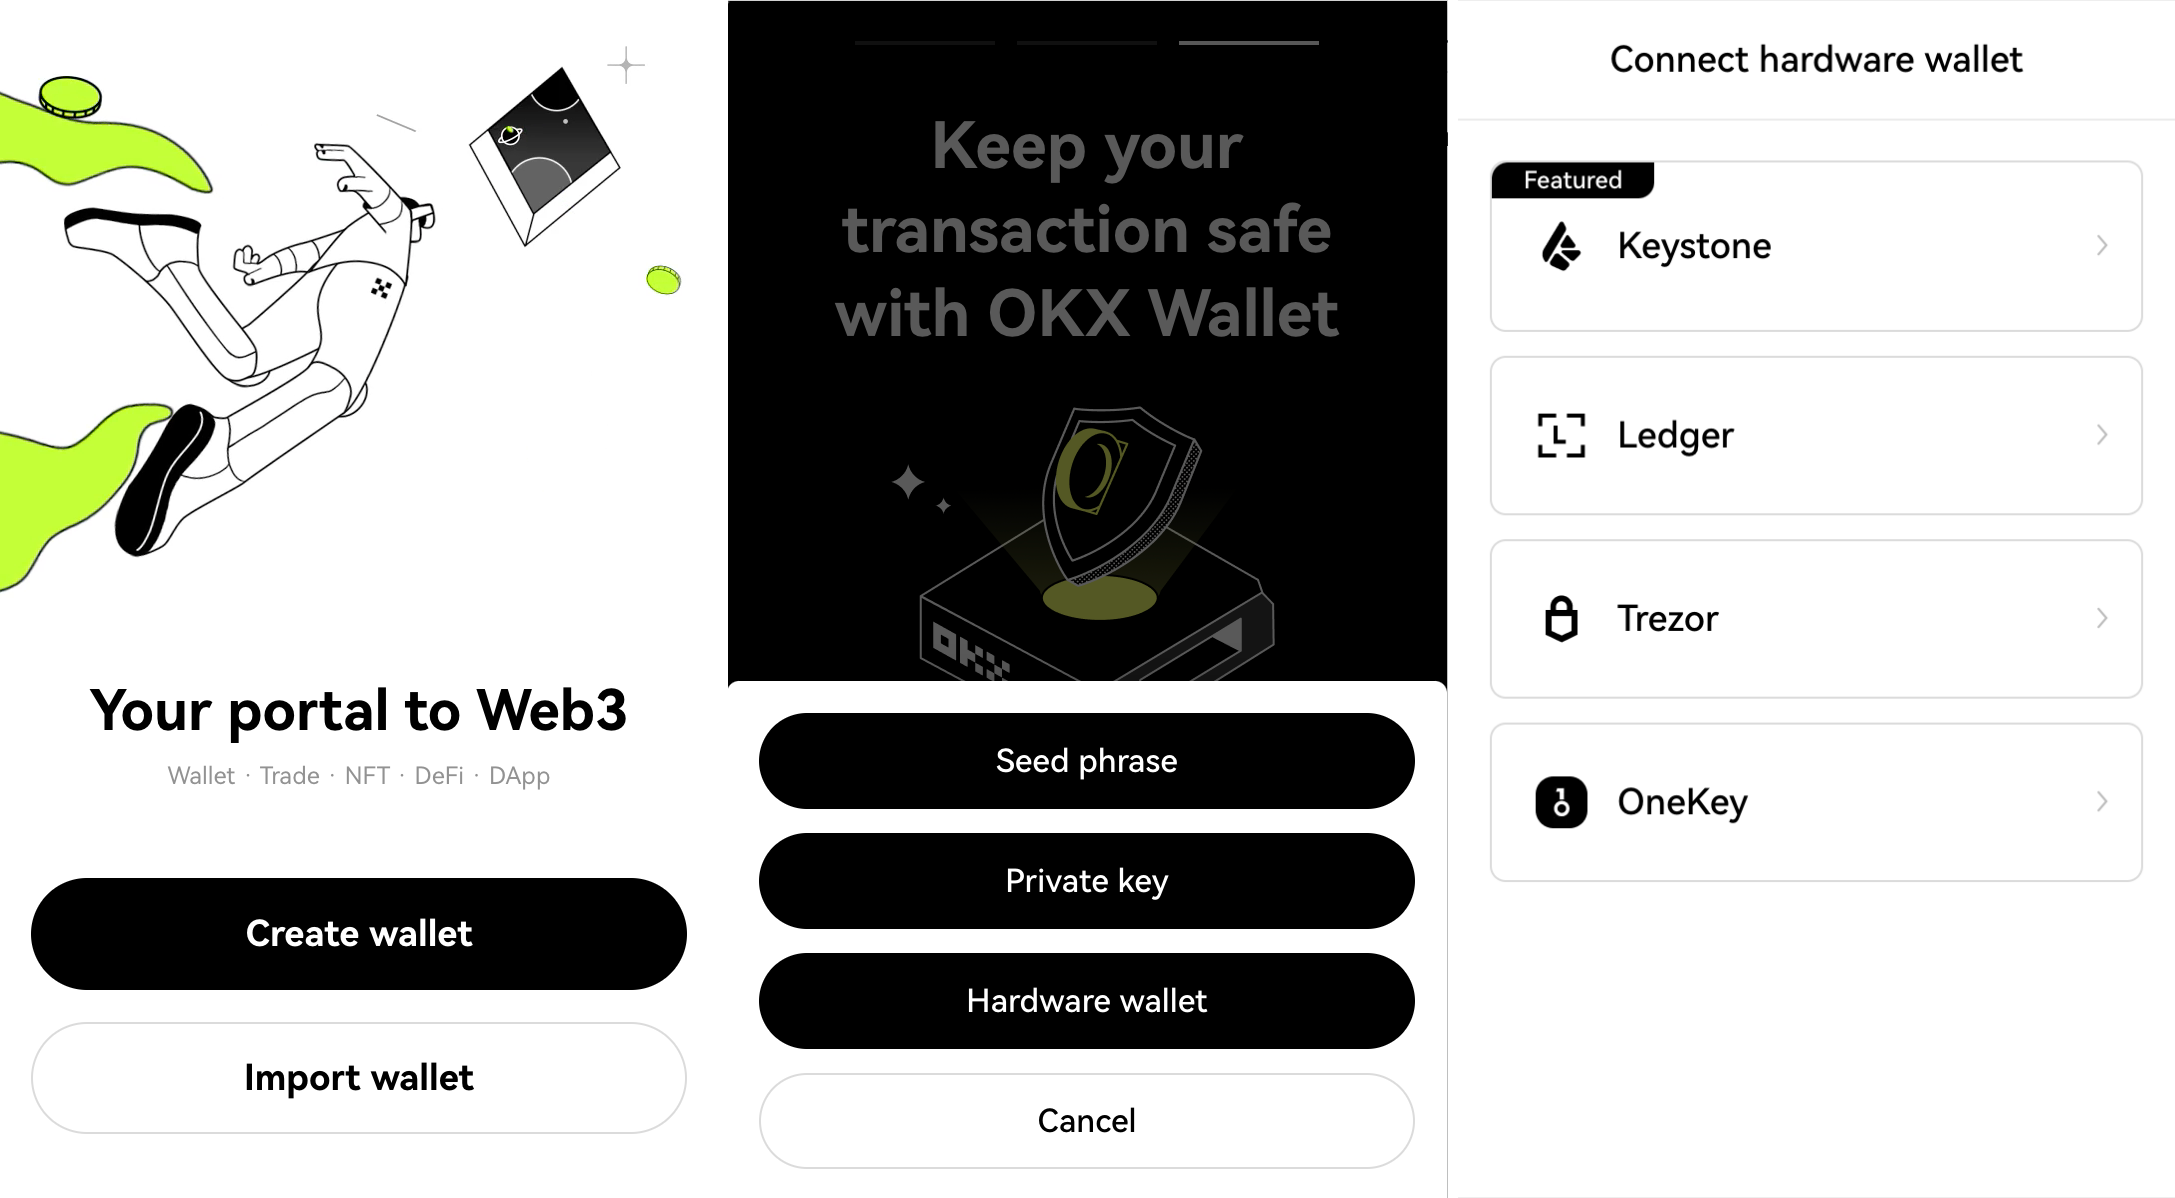 Your portal to Web3
Wallet · Trade · NFT · DeFi · DApp
Create wallet
Import wallet
Keep your
transaction safe
with OKX Wallet
OKX
Seed phrase
Private key
Hardware wallet
Cancel
Connect hardware wallet
Featured
Keystone
Ledger
Trezor
OneKey